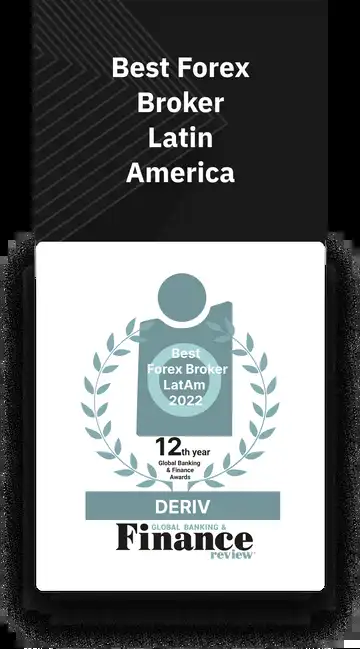 Best Forex
Broker
Latin
America
Best
Forex Broker
LatAm
2022
12th year
Global Banking
& Finance
Awards
DERIV
GLOBAL BANKING &
Finance
review